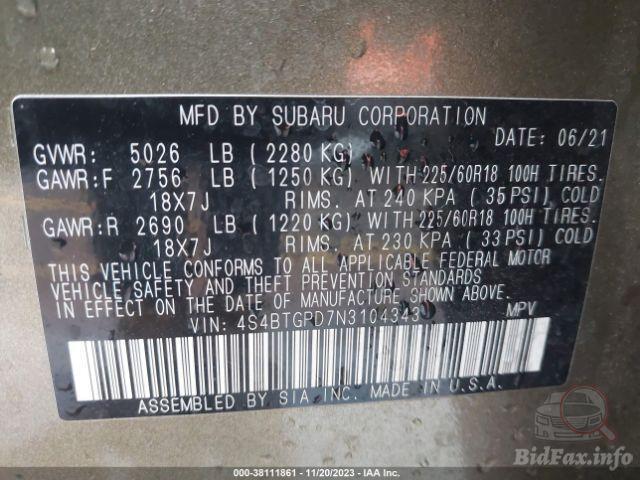 MFD BY SUBARU CORPORATION
DATE: 06/21
GVWR: 5026 LB ( 2280 KG)
GAWR:F 2756 LB ( 1250 KG) WITH 225/60R18 100H TIRES.
18X7J RIMS. AT 240 KPA ( 35PSI) COLD
GAWR:R 2690 LB ( 1220 KG) WITH 225/60R18 100H TIRES.
18X7J RIMS. AT 230 KPA ( 33PSI) COLD
THIS VEHICLE CONFORMS TO ALL APPLICABLE FEDERAL MOTOR
VEHICLE SAFETY AND THEFT PREVENTION STANDARDS
IN EFFECT ON THE DATE OF MANUFACTURE SHOWN ABOVE.
VIN: 4S4BTGPD7N3104343 MPV
ASSEMBLED BY SIA INC. MADE IN U.S.A.
BidFax.info
000-38111861 - 11/20/2023 - IAA Inc.